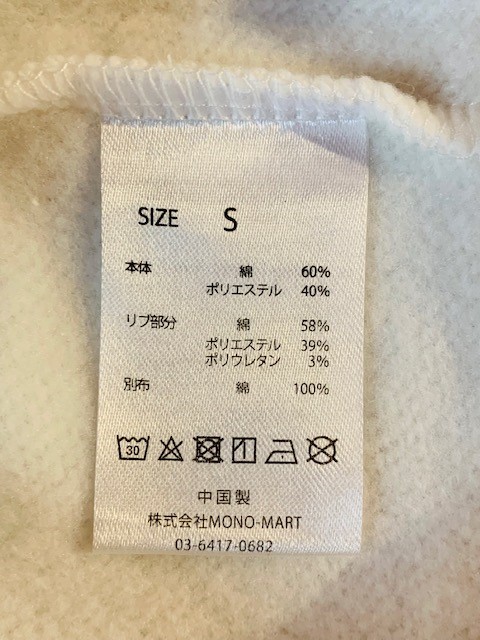 SIZE S
本体 綿 60%
ポリエステル 40%
リブ部分 綿 58%
ポリエステル 39%
ポリウレタン 3%
別布 綿 100%
30
中国製
株式会社MONO-MART
03-6417-0682